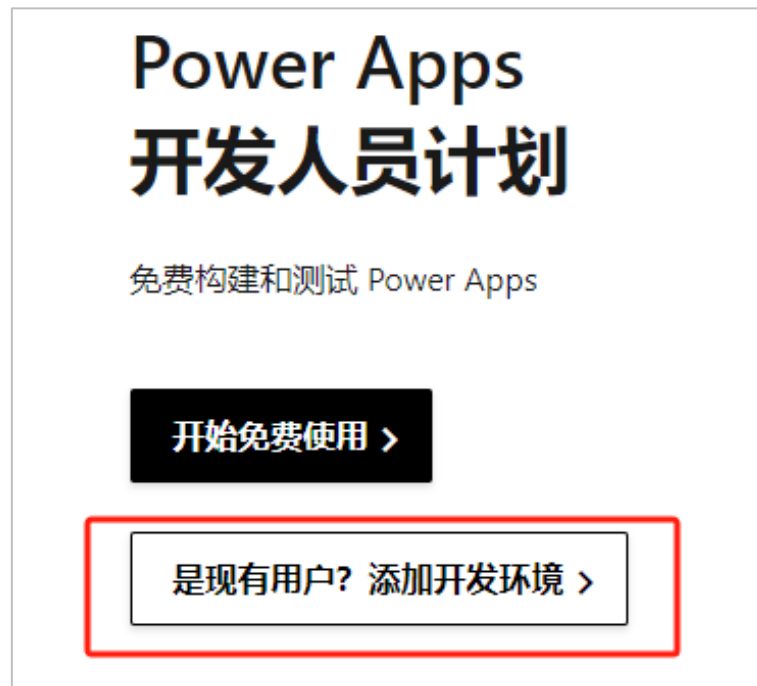 Power Apps
开发人员计划
免费构建和测试 Power Apps
开始免费使用 >
是现有用户？添加开发环境 >